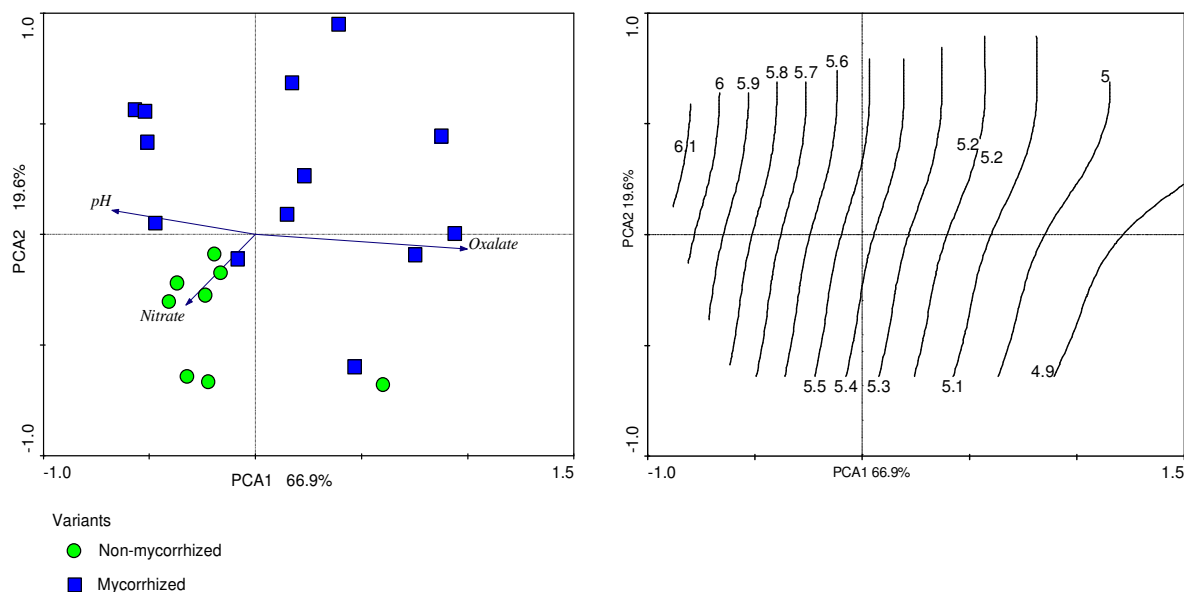 1.0
PCA2 19.6%
-1.0
pH
Oxalate
Nitrate
-1.0
PCA1 66.9%
1.5
Variants
Non-mycorrhized
Mycorrhized
1.0
PCA2 19.6%
-1.0
6.1
6
5.9
5.8
5.7
5.6
5.2
5.2
5
5.5
5.4
5.3
5.1
4.9
-1.0
PCA1 66.9%
1.5